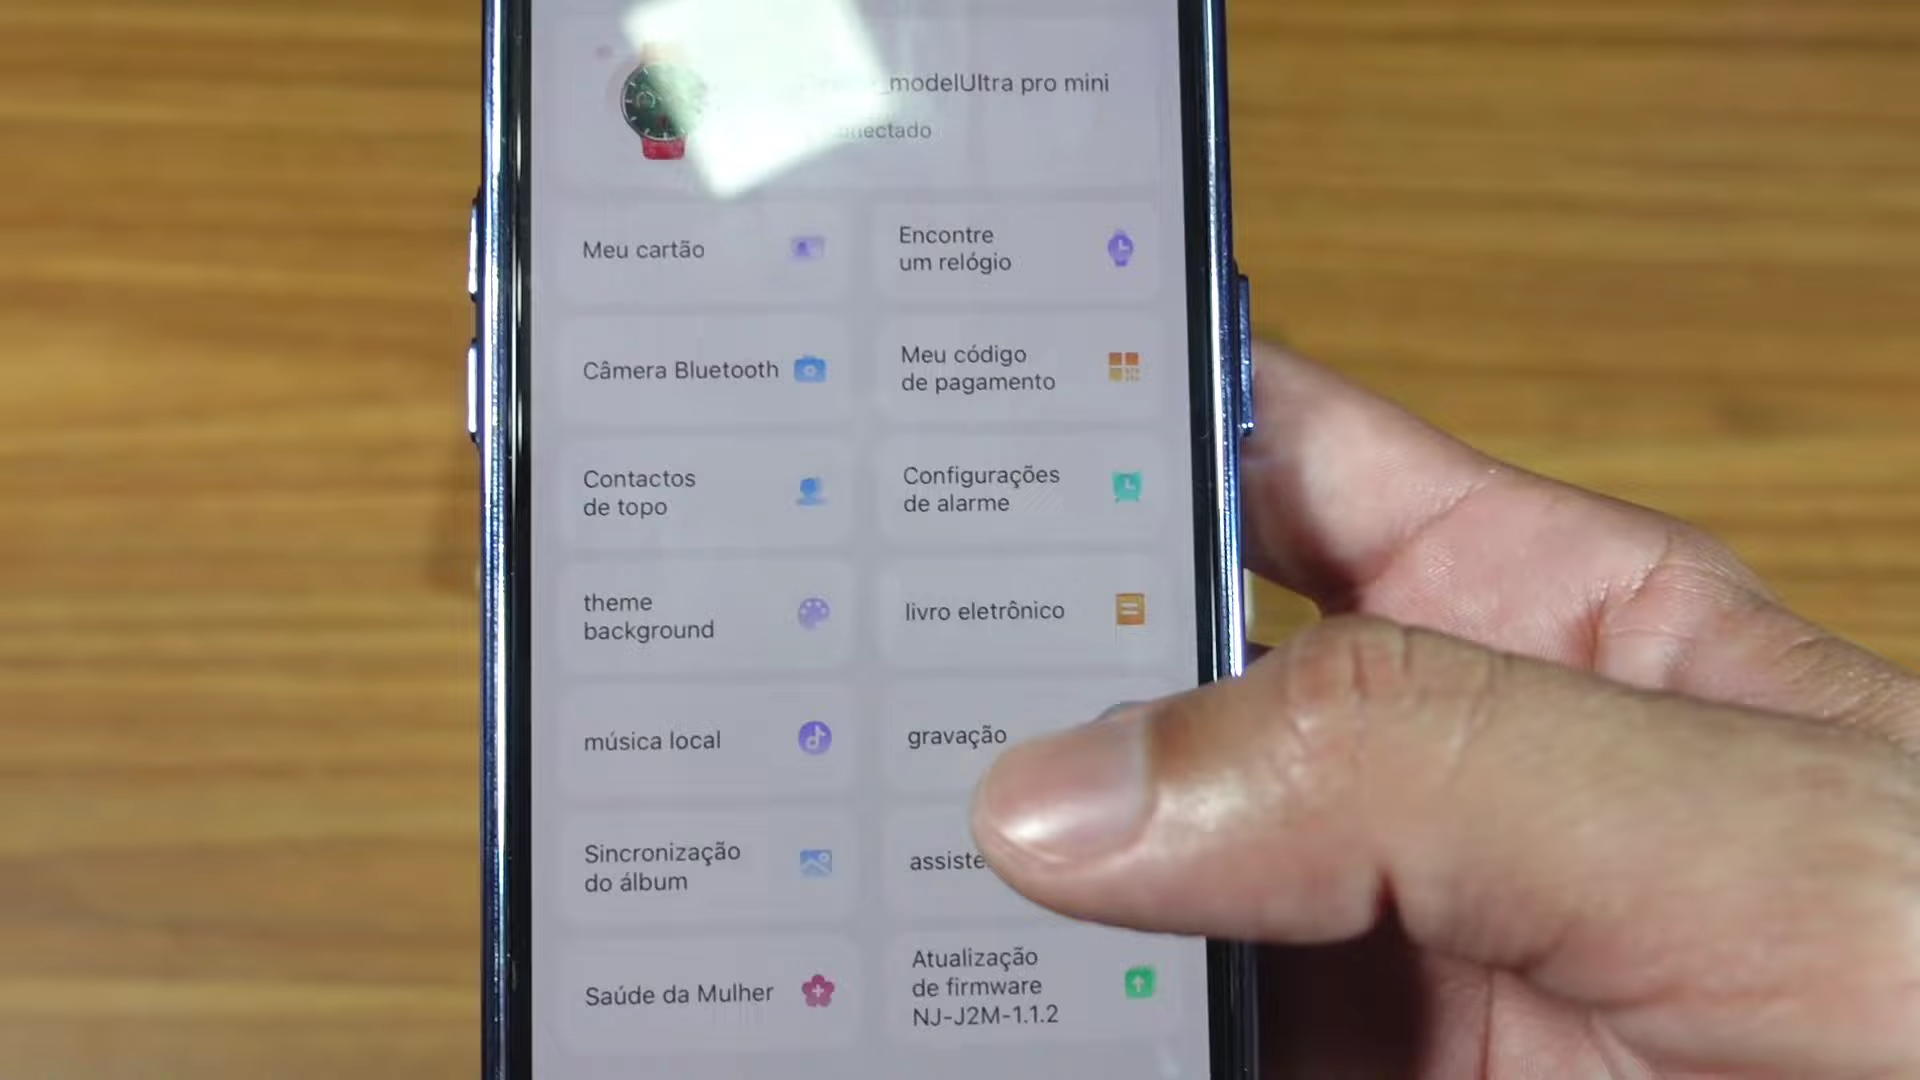 _modelUltra pro mini
Meu cartão
Encontre
um relógio
Câmera Bluetooth
Meu código
de pagamento
Contactos
de topo
Configurações
de alarme
theme
background
livro eletrônico
música local
gravação
Sincronização
do álbum
Saúde da Mulher
Atualização
de firmware
NJ-J2M-1.1.2